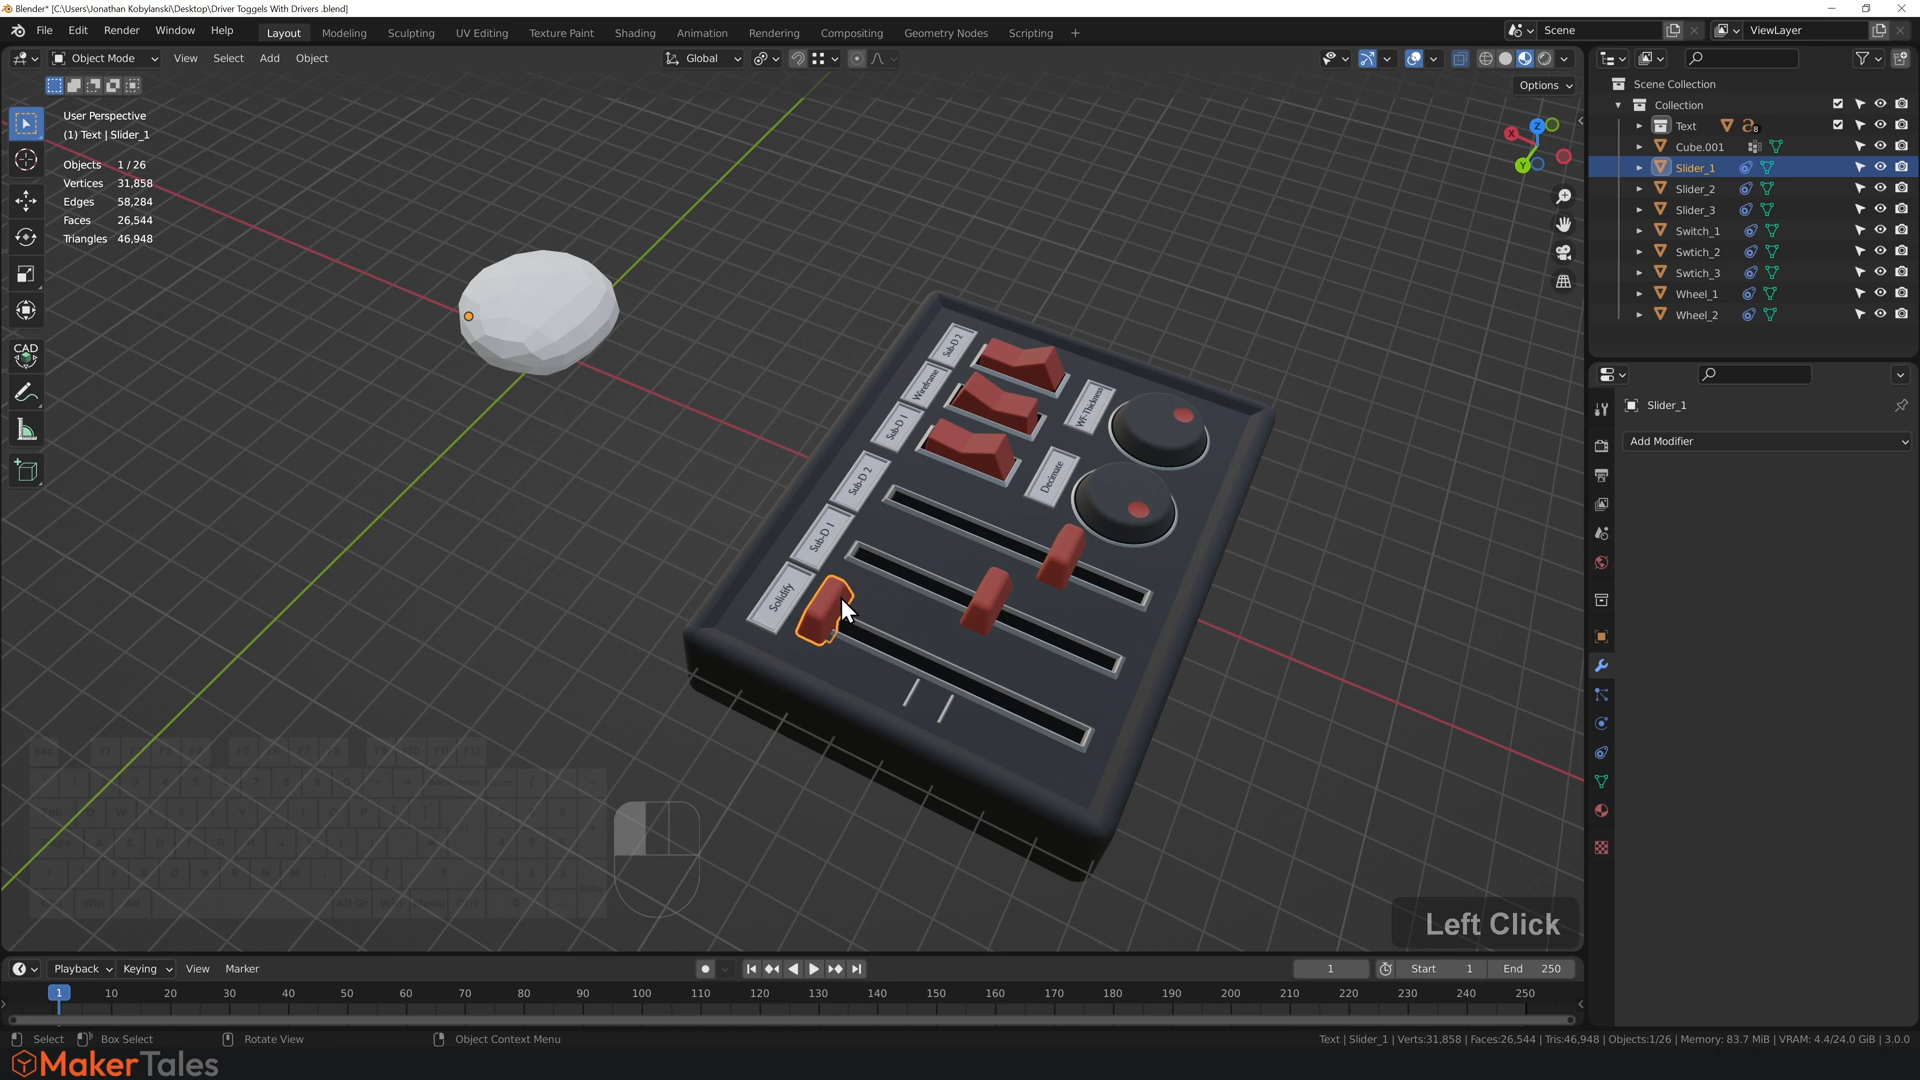 Blender* [C:\Users\Jonathan Kobylanski\Desktop\Driver Toggels With Drivers .blend]
File Edit Render Window Help Layout Modeling Sculpting UV Editing Texture Paint Shading Animation Rendering Compositing Geometry Nodes Scripting + Scene ViewLayer
Object Mode View Select Add Object Global
Options
User Perspective
(1) Text | Slider_1
Objects 1 / 26
Vertices 31,858
Edges 58,284
Faces 26,544
Triangles 46,948
CAD
X
Y
Z
Sub-D 2
Wireframe
Sub-D 1
WF-Thickness
Decimate
Sub-D 2
Sub-D 1
Solidify
Scene Collection
Collection
Text 8
Cube.001
Slider_1
Slider_2
Slider_3
Switch_1
Swtich_2
Swtich_3
Wheel_1
Wheel_2
Slider_1
Add Modifier
Left Click
Playback Keying View Marker 1 Start 1 End 250
1 10 20 30 40 50 60 70 80 90 100 110 120 130 140 150 160 170 180 190 200 210 220 230 240 250
Select Box Select Rotate View Object Context Menu Text | Slider_1 | Verts:31,858 | Faces:26,544 | Tris:46,948 | Objects:1/26 | Memory: 83.7 MiB | VRAM: 4.4/24.0 GiB | 3.0.0
MakerTales